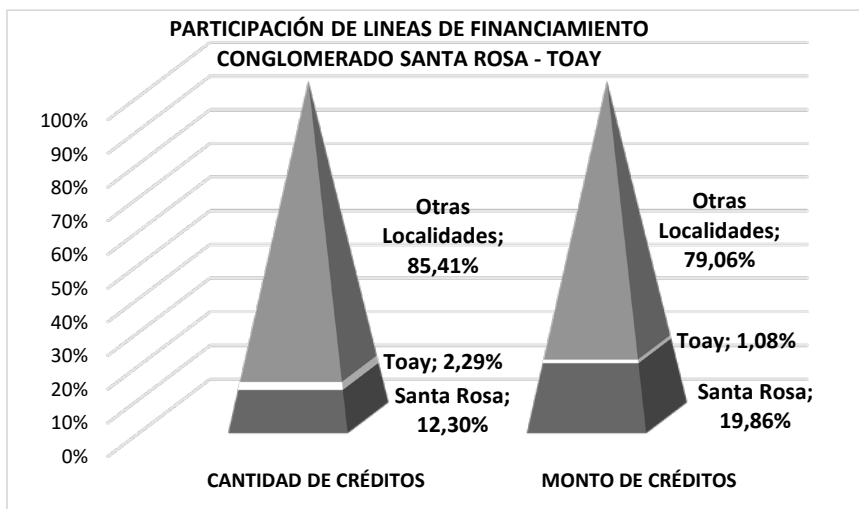 PARTICIPACIÓN DE LINEAS DE FINANCIAMIENTO
CONGLOMERADO SANTA ROSA - TOAY
100%
90%
80%
70%
60%
50%
40%
30%
20%
10%
0%
Otras
Localidades;
85,41%
Toay; 2,29%
Santa Rosa;
12,30%
Otras
Localidades;
79,06%
Toay; 1,08%
Santa Rosa;
19,86%
CANTIDAD DE CRÉDITOS
MONTO DE CRÉDITOS